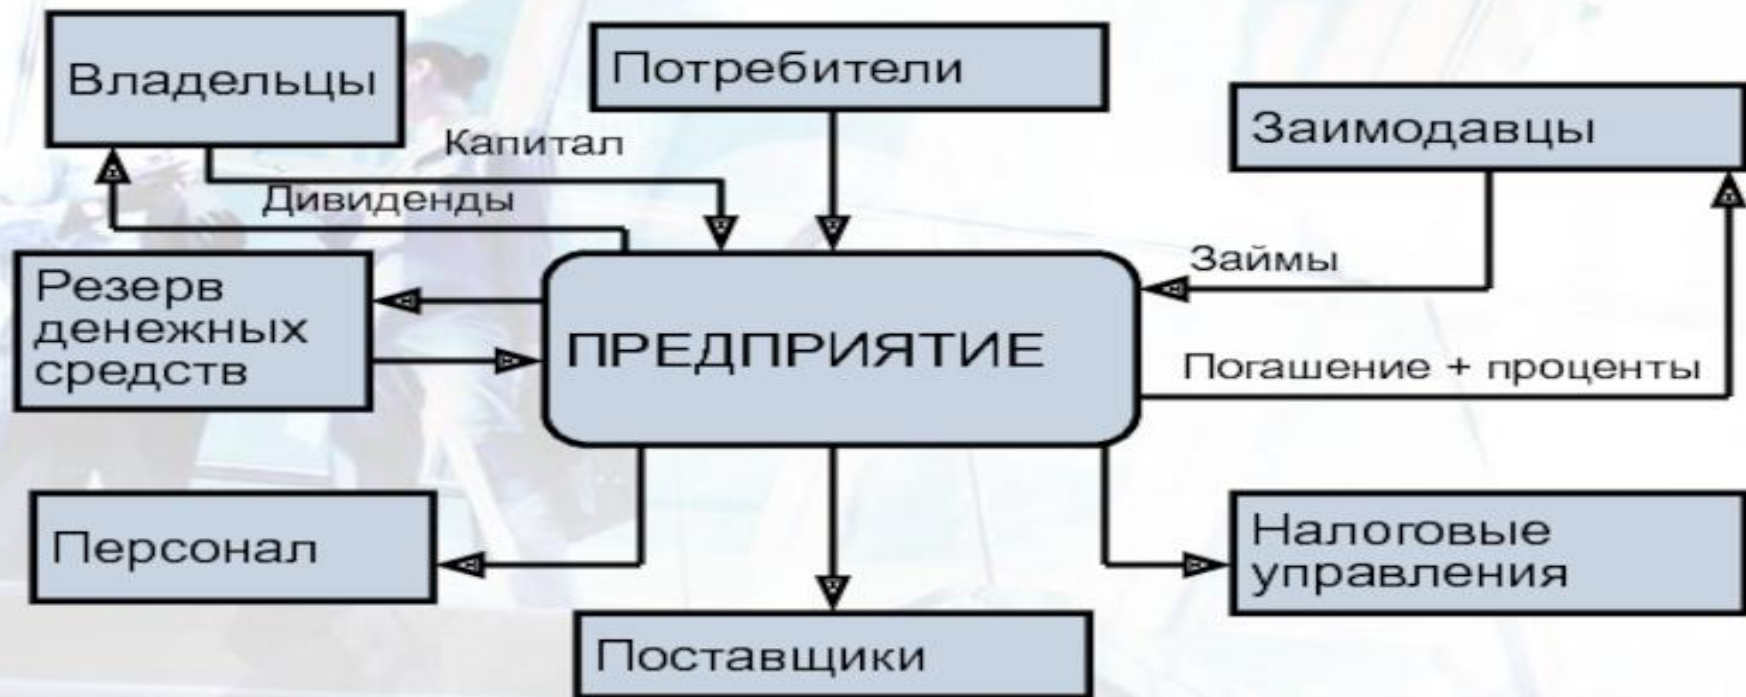 Владельцы
Потребители
Заимодавцы
Капитал
Дивиденды
Резерв
денежных
средств
ПРЕДПРИЯТИЕ
Займы
Погашение + проценты
Персонал
Поставщики
Налоговые
управления